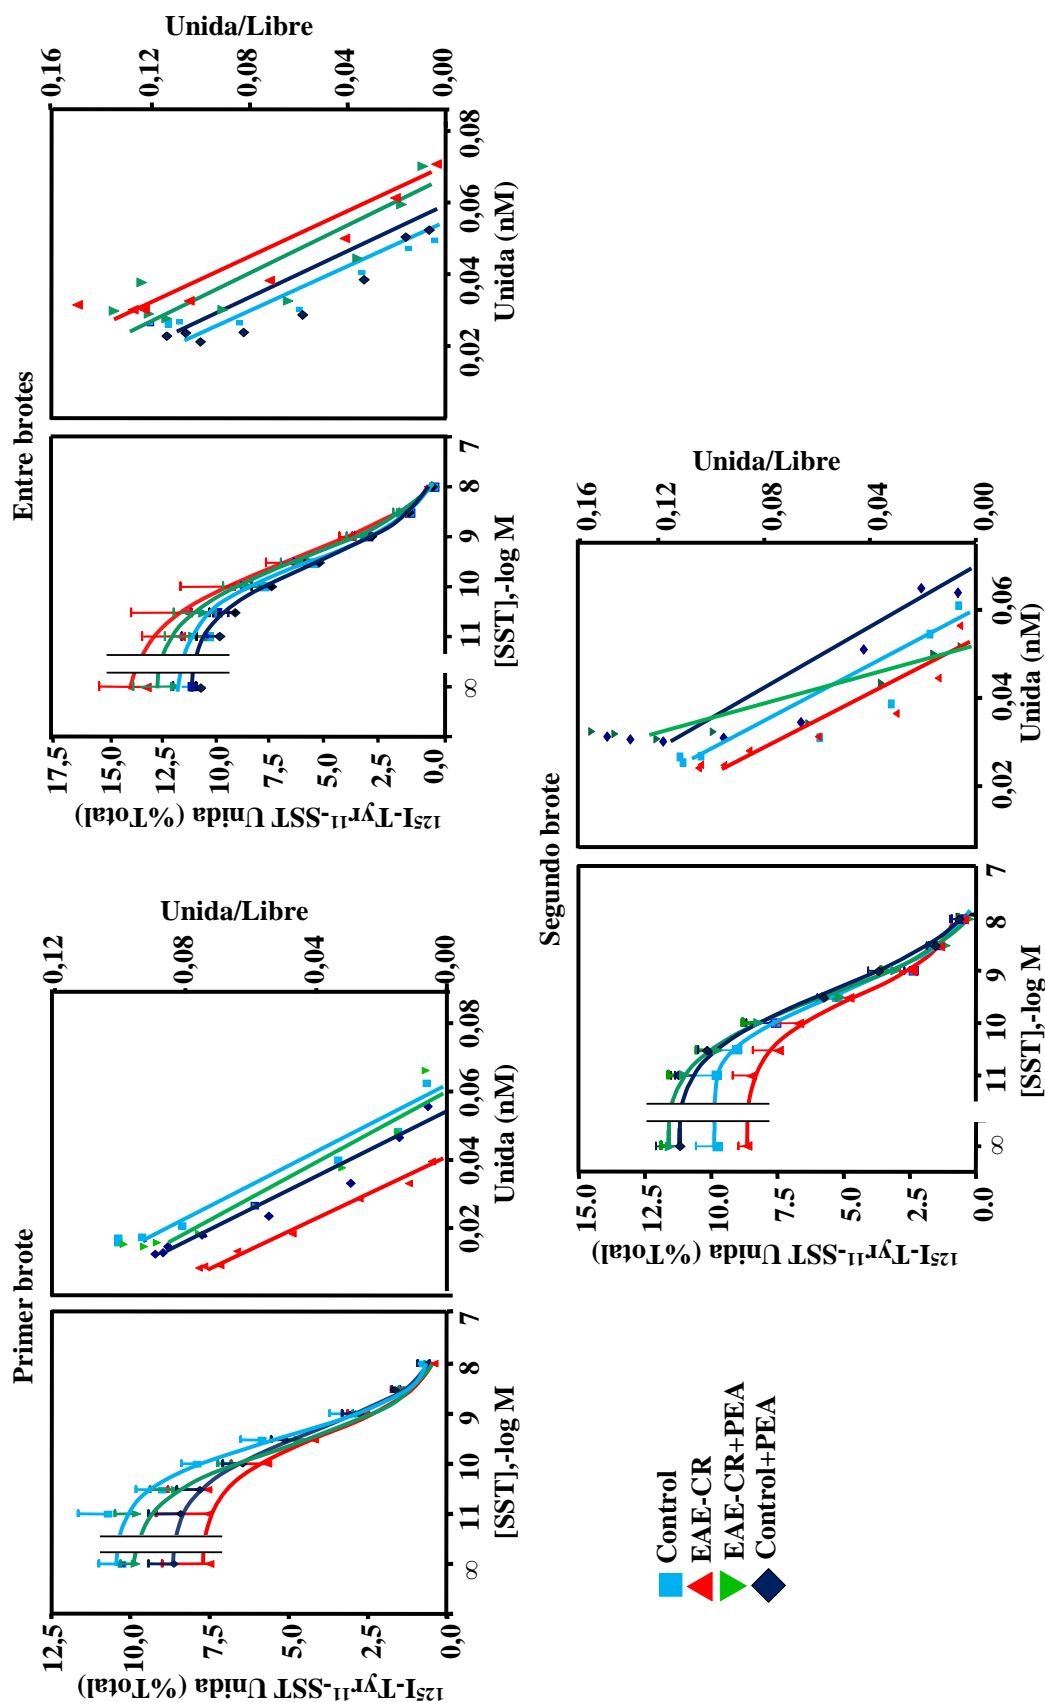 Primer brote
¹²⁵I-Tyr¹¹-SST Unida (%Total)
12,5
10,0
7,5
5,0
2,5
0,0
∞ 11 10 9 8 7
[SST],-log M
Unida/Libre
0,12
0,08
0,04
0,00
0,02 0,04 0,06 0,08
Unida (nM)
Entre brotes
¹²⁵I-Tyr¹¹-SST Unida (%Total)
17,5
15,0
12,5
10,0
7,5
5,0
2,5
0,0
∞ 11 10 9 8 7
[SST],-log M
Unida/Libre
0,16
0,12
0,08
0,04
0,00
0,02 0,04 0,06 0,08
Unida (nM)
Control
EAE-CR
EAE-CR+PEA
Control+PEA
Segundo brote
¹²⁵I-Tyr¹¹-SST Unida (%Total)
15.0
12.5
10.0
7.5
5.0
2.5
0.0
∞ 11 10 9 8 7
[SST],-log M
Unida/Libre
0,16
0,12
0,08
0,04
0,00
0,02 0,04 0,06
Unida (nM)